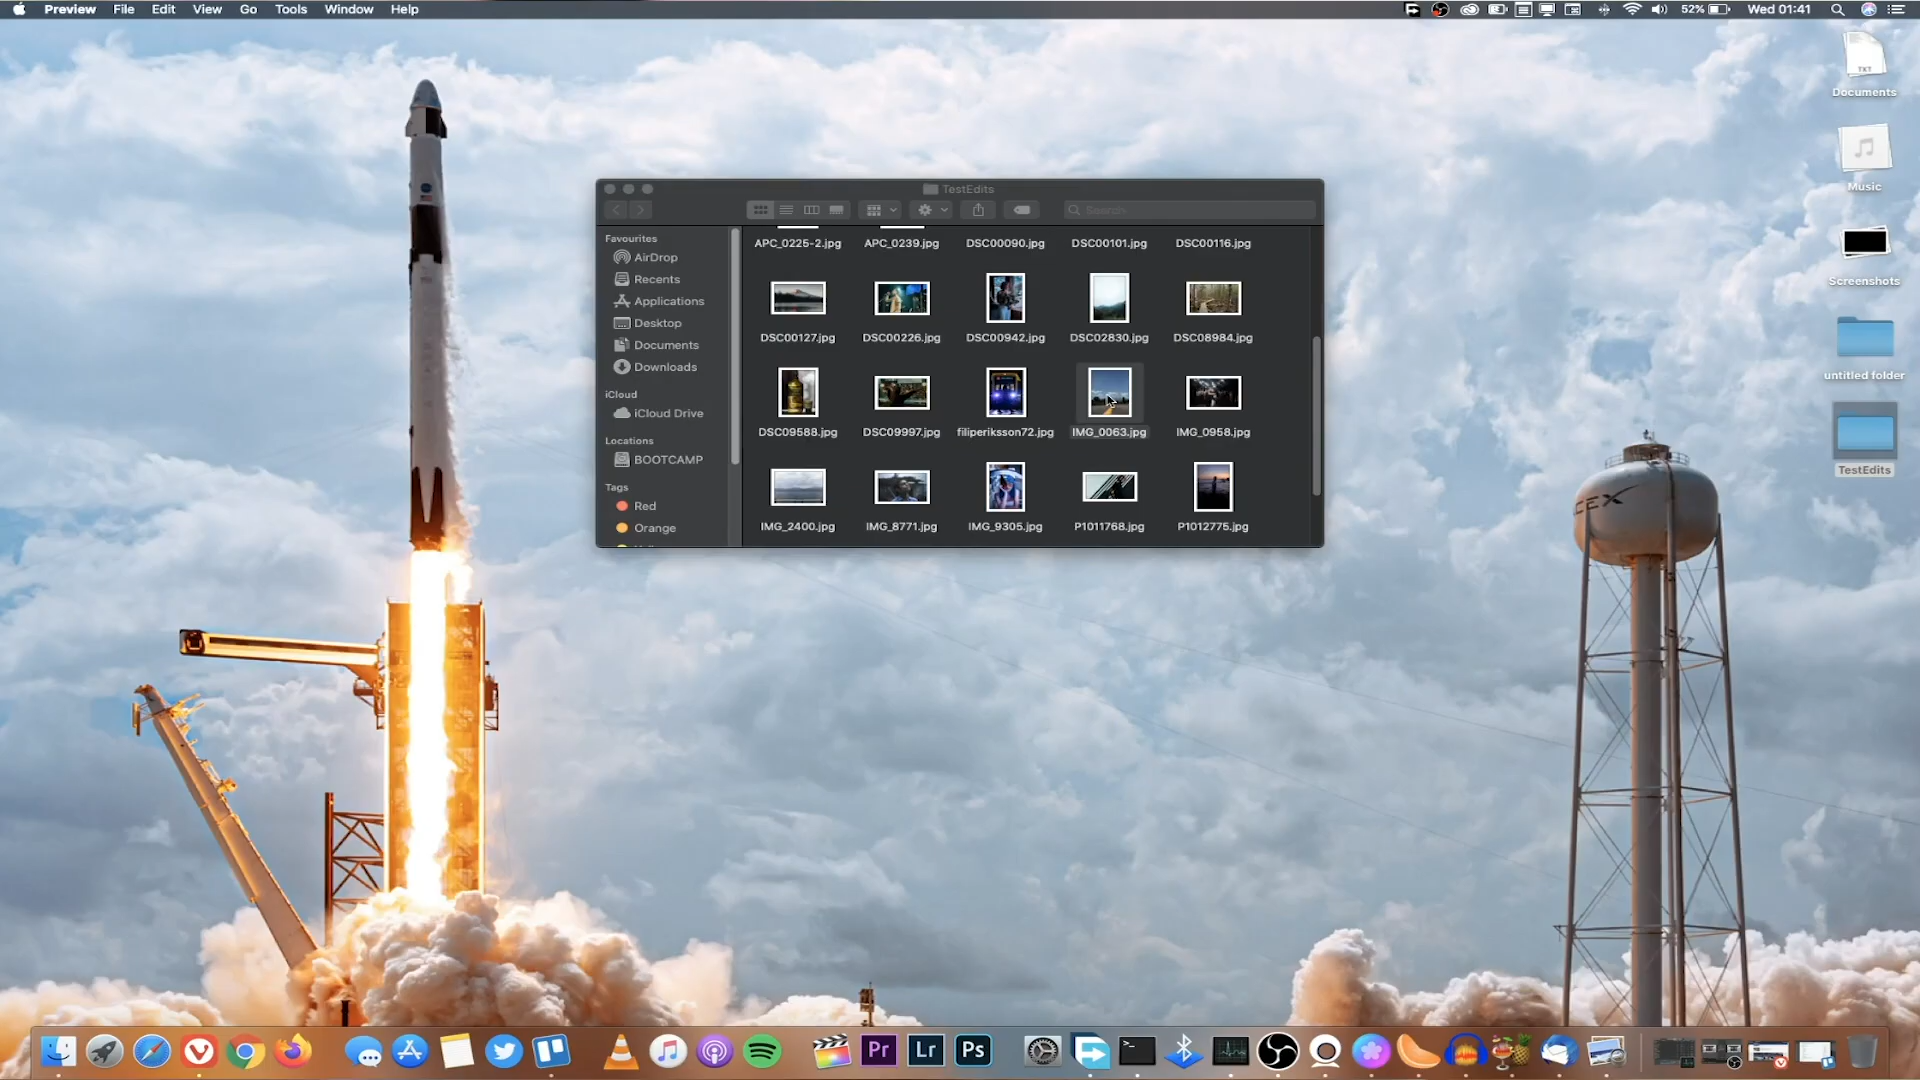 Preview File Edit View Go Tools Window Help
52% Wed 01:41
TXT
Documents
Music
Screenshots
untitled folder
TestEdits
TestEdits
Search
Favourites
AirDrop
Recents
Applications
Desktop
Documents
Downloads
iCloud
iCloud Drive
Locations
BOOTCAMP
Tags
Red
Orange
APC_0225-2.jpg APC_0239.jpg DSC00090.jpg DSC00101.jpg DSC00116.jpg
DSC00127.jpg DSC00226.jpg DSC00942.jpg DSC02830.jpg DSC08984.jpg
DSC09588.jpg DSC09997.jpg filiperiksson72.jpg IMG_0063.jpg IMG_0958.jpg
IMG_2400.jpg IMG_8771.jpg IMG_9305.jpg P1011768.jpg P1012775.jpg
Pr Lr Ps